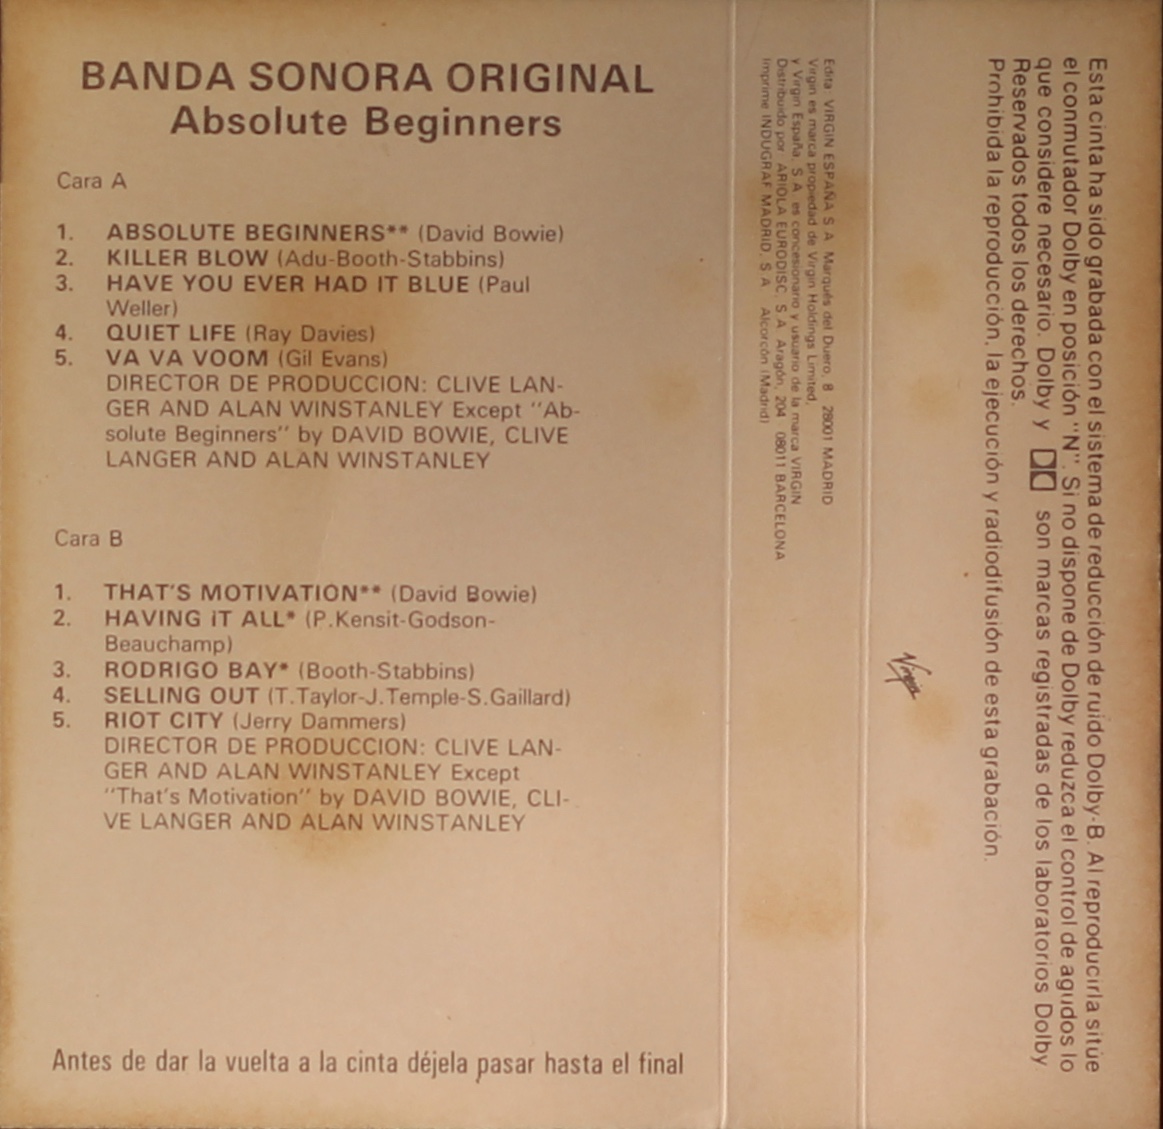 BANDA SONORA ORIGINAL
Absolute Beginners
Cara A
1. ABSOLUTE BEGINNERS** (David Bowie)
2. KILLER BLOW (Adu-Booth-Stabbins)
3. HAVE YOU EVER HAD IT BLUE (Paul
Weller)
4. QUIET LIFE (Ray Davies)
5. VA VA VOOM (Gil Evans)
DIRECTOR DE PRODUCCION: CLIVE LAN-
GER AND ALAN WINSTANLEY Except "Ab-
solute Beginners" by DAVID BOWIE, CLIVE
LANGER AND ALAN WINSTANLEY
Cara B
1. THAT'S MOTIVATION** (David Bowie)
2. HAVING IT ALL* (P.Kensit-Godson-
Beauchamp)
3. RODRIGO BAY* (Booth-Stabbins)
4. SELLING OUT (T.Taylor-J.Temple-S.Gaillard)
5. RIOT CITY (Jerry Dammers)
DIRECTOR DE PRODUCCION: CLIVE LAN-
GER AND ALAN WINSTANLEY Except
"That's Motivation" by DAVID BOWIE, CLI-
VE LANGER AND ALAN WINSTANLEY
Antes de dar la vuelta a la cinta déjela pasar hasta el final
Edita: VIRGIN ESPAÑA S A Marqués del Duero, 8 28001 MADRID
Virgin es marca propiedad de Virgin Holdings Limited,
y Virgin España, S A es concesionario y usuario de la marca VIRGIN
Distribuido por ARIOLA EURODISC, S A Aragón, 204 08011 BARCELONA
Imprime INDUGRAF MADRID, S A Alcorcón (Madrid)
Virgin
Esta cinta ha sido grabada con el sistema de reducción de ruido Dolby-B. Al reproducirla sitúe
el conmutador Dolby en posición "N". Si no dispone de Dolby reduzca el control de agudos lo
que considere necesario. Dolby y son marcas registradas de los laboratorios Dolby.
Reservados todos los derechos.
Prohibida la reproducción, la ejecución y radiodifusión de esta grabación.